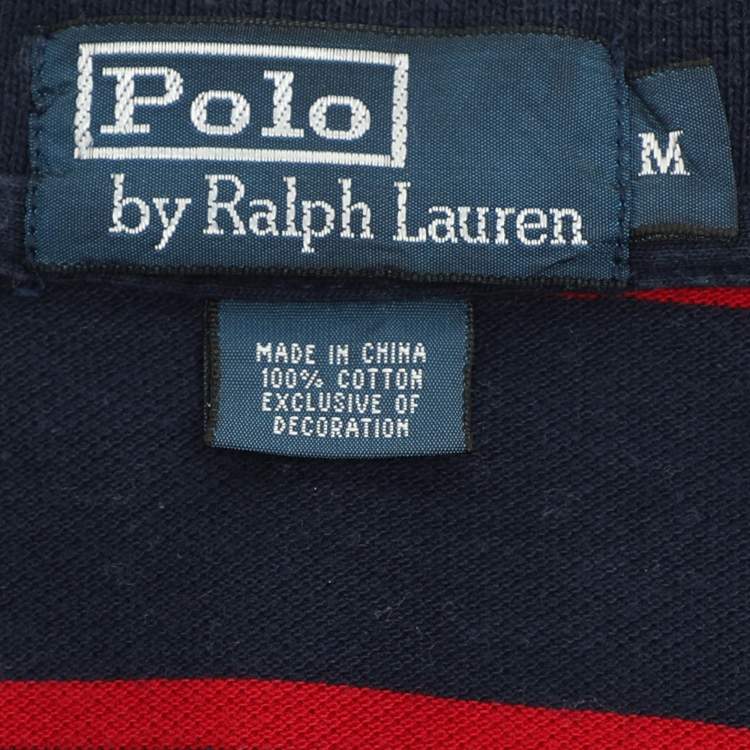 Polo
by Ralph Lauren
M
MADE IN CHINA
100% COTTON
EXCLUSIVE OF
DECORATION